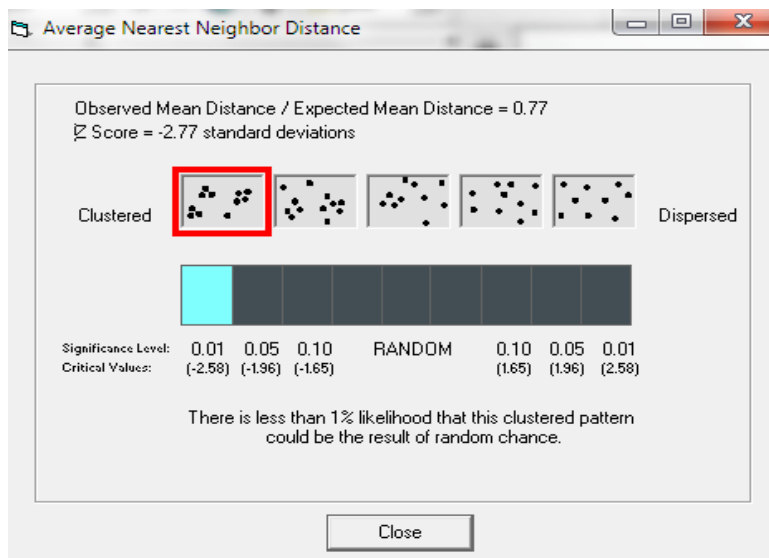 Average Nearest Neighbor Distance
Observed Mean Distance / Expected Mean Distance = 0.77
Z Score = -2.77 standard deviations
Clustered
Dispersed
Significance Level: 0.01 0.05 0.10 RANDOM 0.10 0.05 0.01
Critical Values: (-2.58) (-1.96) (-1.65) (1.65) (1.96) (2.58)
There is less than 1% likelihood that this clustered pattern
could be the result of random chance.
Close